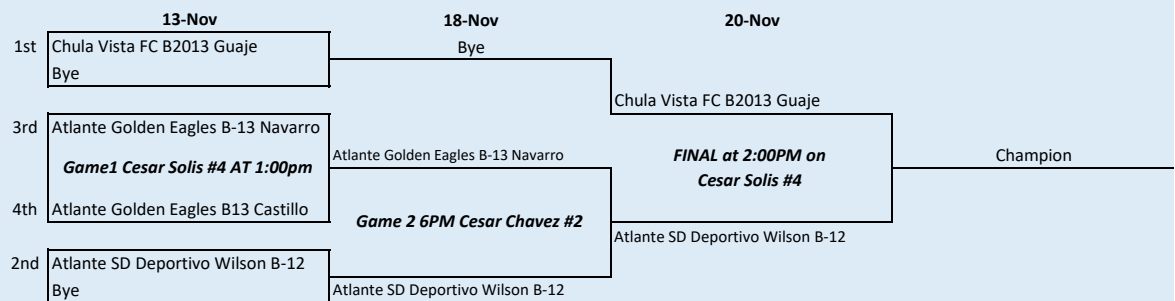 13-Nov 18-Nov 20-Nov
1st Chula Vista FC B2013 Guaje Bye
Bye
Chula Vista FC B2013 Guaje
3rd Atlante Golden Eagles B-13 Navarro
Game1 Cesar Solis #4 AT 1:00pm Atlante Golden Eagles B-13 Navarro FINAL at 2:00PM on Champion
Cesar Solis #4
4th Atlante Golden Eagles B13 Castillo Game 2 6PM Cesar Chavez #2
Atlante SD Deportivo Wilson B-12
2nd Atlante SD Deportivo Wilson B-12
Bye Atlante SD Deportivo Wilson B-12